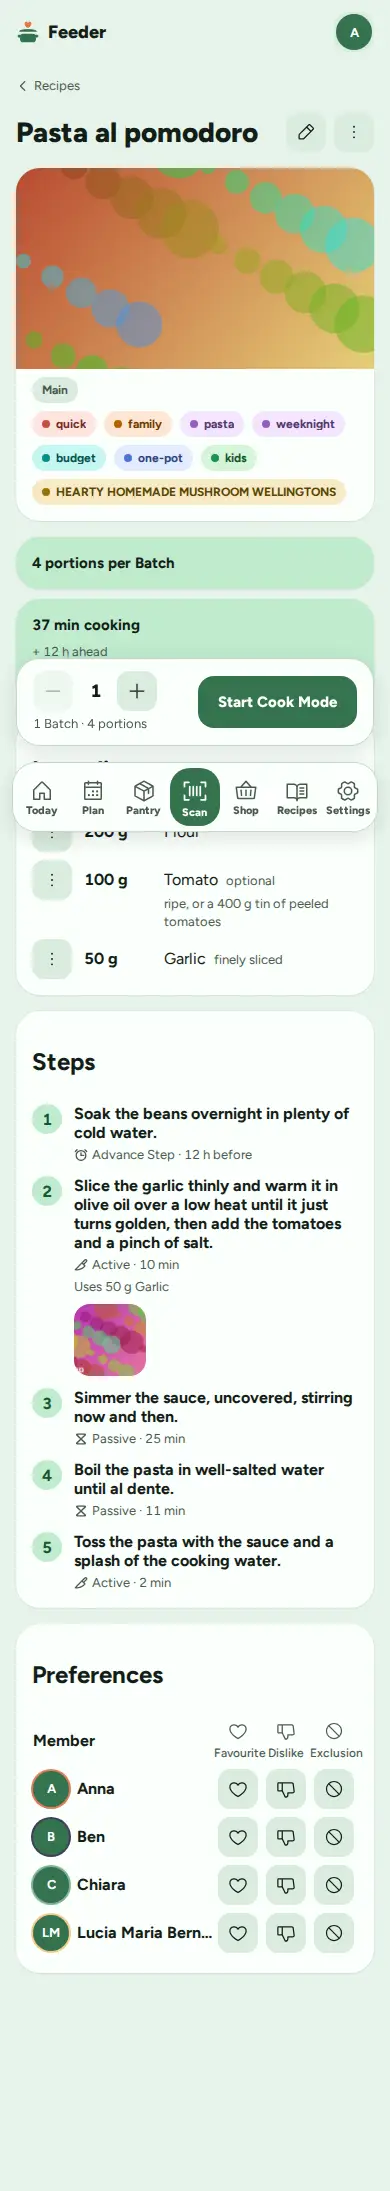 Feeder
A
Recipes
Pasta al pomodoro
Main
quick
family
pasta
weeknight
budget
one-pot
kids
HEARTY HOMEMADE MUSHROOM WELLINGTONS
4 portions per Batch
37 min cooking
+ 12 h ahead
1
Start Cook Mode
1 Batch · 4 portions
Today
Plan
Pantry
Scan
Shop
Recipes
Settings
200 g Flour
100 g Tomato optional
ripe, or a 400 g tin of peeled
tomatoes
50 g Garlic finely sliced
Steps
1 Soak the beans overnight in plenty of
cold water.
Advance Step · 12 h before
2 Slice the garlic thinly and warm it in
olive oil over a low heat until it just
turns golden, then add the tomatoes
and a pinch of salt.
Active · 10 min
Uses 50 g Garlic
3 Simmer the sauce, uncovered, stirring
now and then.
Passive · 25 min
4 Boil the pasta in well-salted water
until al dente.
Passive · 11 min
5 Toss the pasta with the sauce and a
splash of the cooking water.
Active · 2 min
Preferences
Member
Favourite Dislike Exclusion
A Anna
B Ben
C Chiara
LM Lucia Maria Bern...